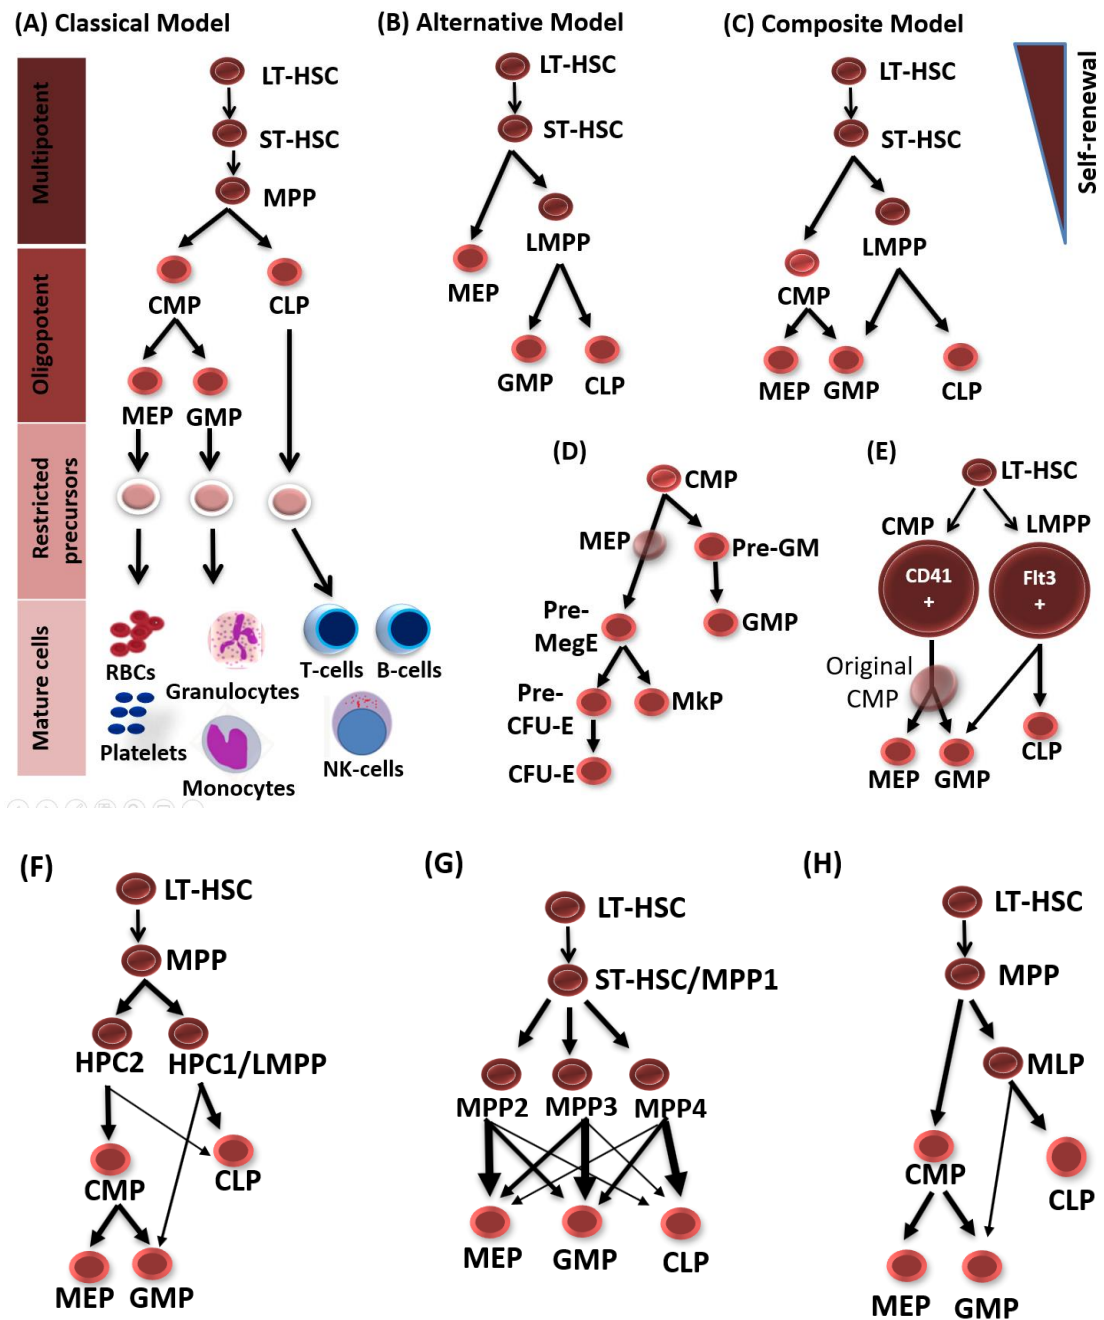 (A) Classical Model
Multipotent
Oligopotent
Restricted
precursors
Mature cells
LT-HSC
ST-HSC
MPP
CMP
CLP
MEP
GMP
RBCs
Platelets
Granulocytes
Monocytes
T-cells
B-cells
NK-cells
(B) Alternative Model
LT-HSC
ST-HSC
LMPP
MEP
GMP
CLP
(C) Composite Model
LT-HSC
ST-HSC
LMPP
CMP
MEP
GMP
CLP
Self-renewal
(D)
CMP
MEP
Pre-GM
Pre-
MegE
GMP
Pre-
CFU-E
MkP
CFU-E
(E)
LT-HSC
CMP
LMPP
CD41
+
Flt3
+
Original
CMP
MEP
GMP
CLP
(F)
LT-HSC
MPP
HPC2
HPC1/LMPP
CMP
CLP
MEP
GMP
(G)
LT-HSC
ST-HSC/MPP1
MPP2
MPP3
MPP4
MEP
GMP
CLP
(H)
LT-HSC
MPP
MLP
CMP
CLP
MEP
GMP